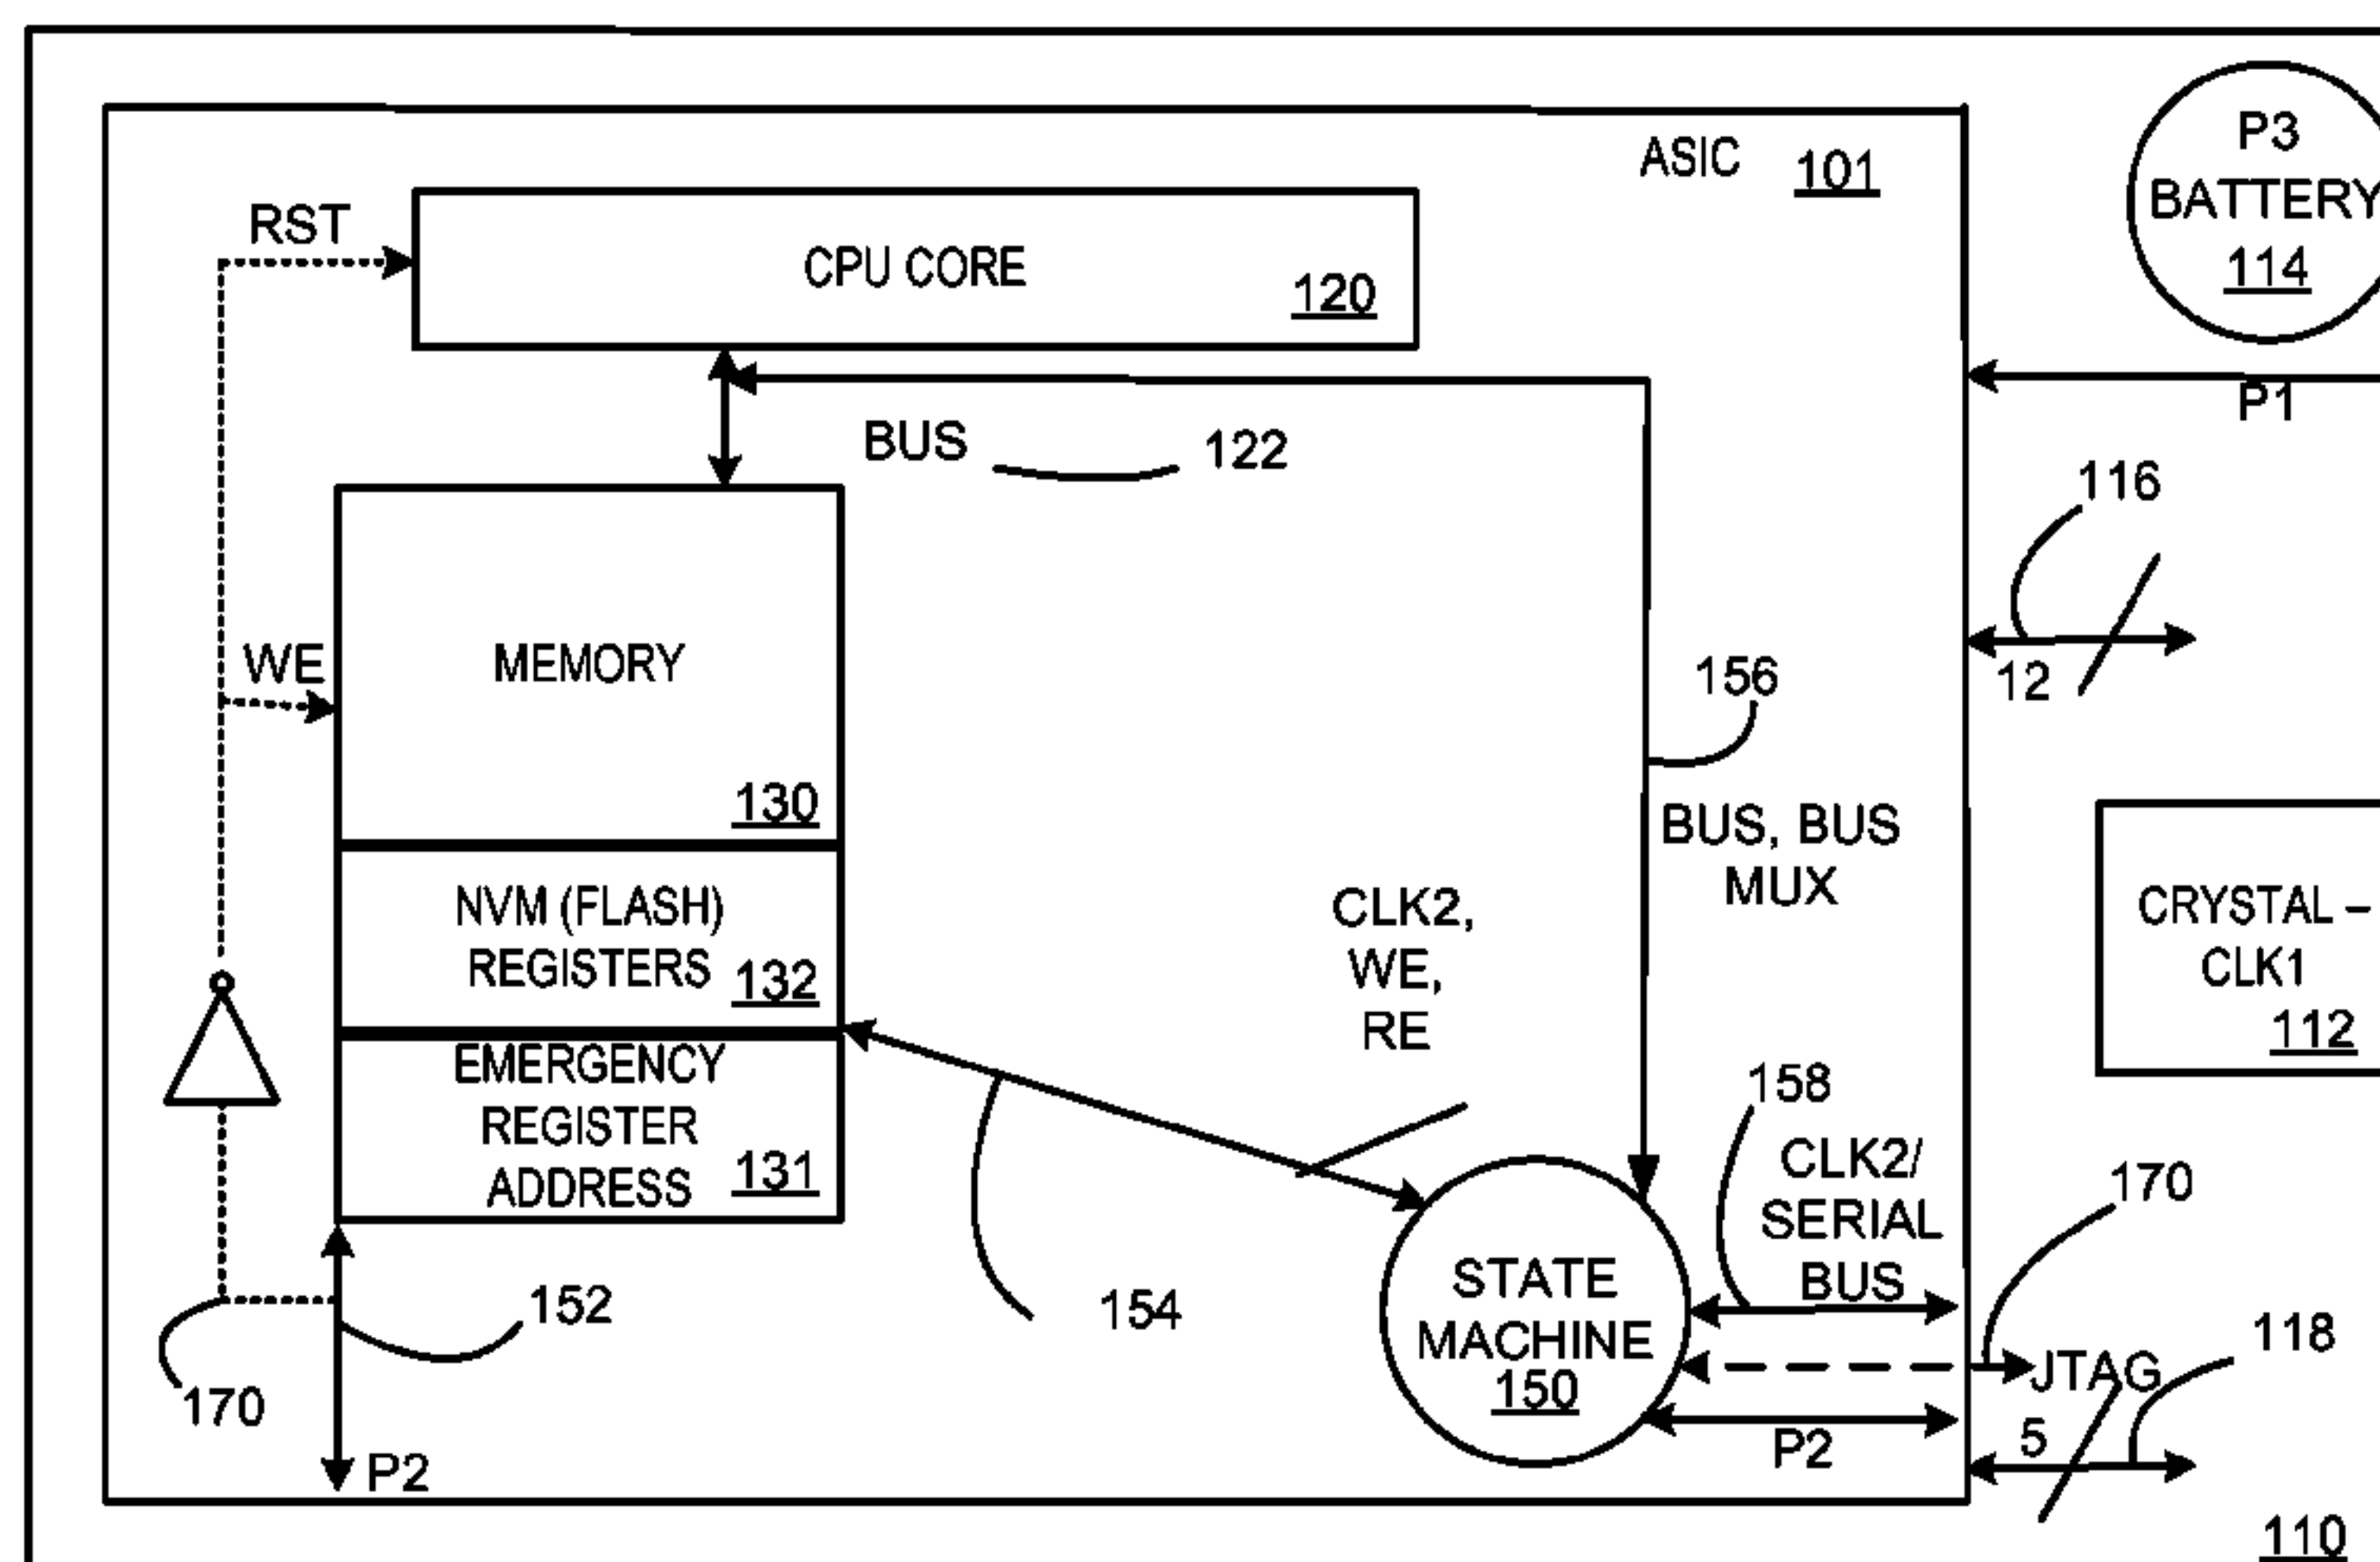 ASIC 101
P3
BATTERY
114
RST
CPU CORE
120
P1
BUS 122
116
12
WE
MEMORY
130
156
BUS, BUS
MUX
NVM (FLASH)
REGISTERS 132
CLK2,
WE,
RE
CRYSTAL –
CLK1
112
EMERGENCY
REGISTER
ADDRESS 131
158
CLK2/
SERIAL
BUS
170
152
154
STATE
MACHINE
150
118
JTAG
170
P2
P2
5
110